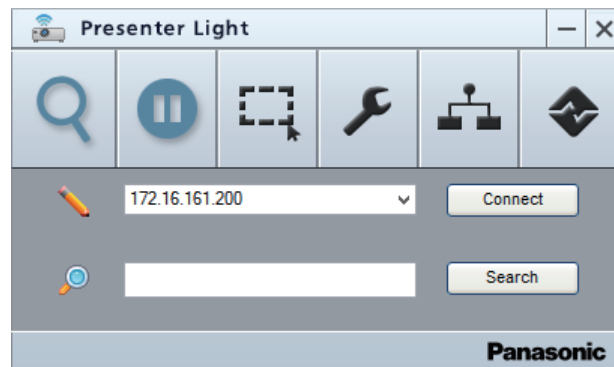 Presenter Light
172.16.161.200
Connect
Search
Panasonic